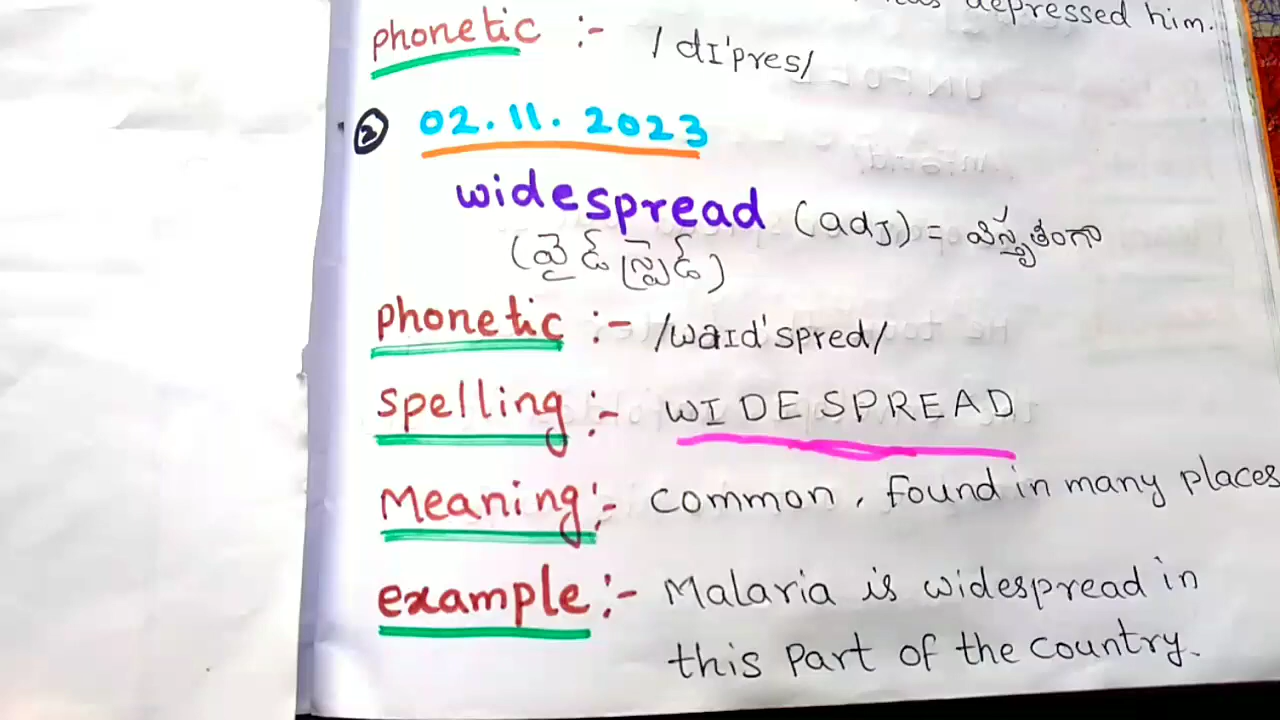 depressed him.
phonetic :- /dɪ'pres/
② 02.11.2023
widespread (adj) = విస్తృతంగా
(వైడ్ స్ప్రెడ్)
phonetic :- /waɪd'spred/
spelling :- WIDESPREAD
Meaning :- common, found in many places
example :- Malaria is widespread in
this part of the country.